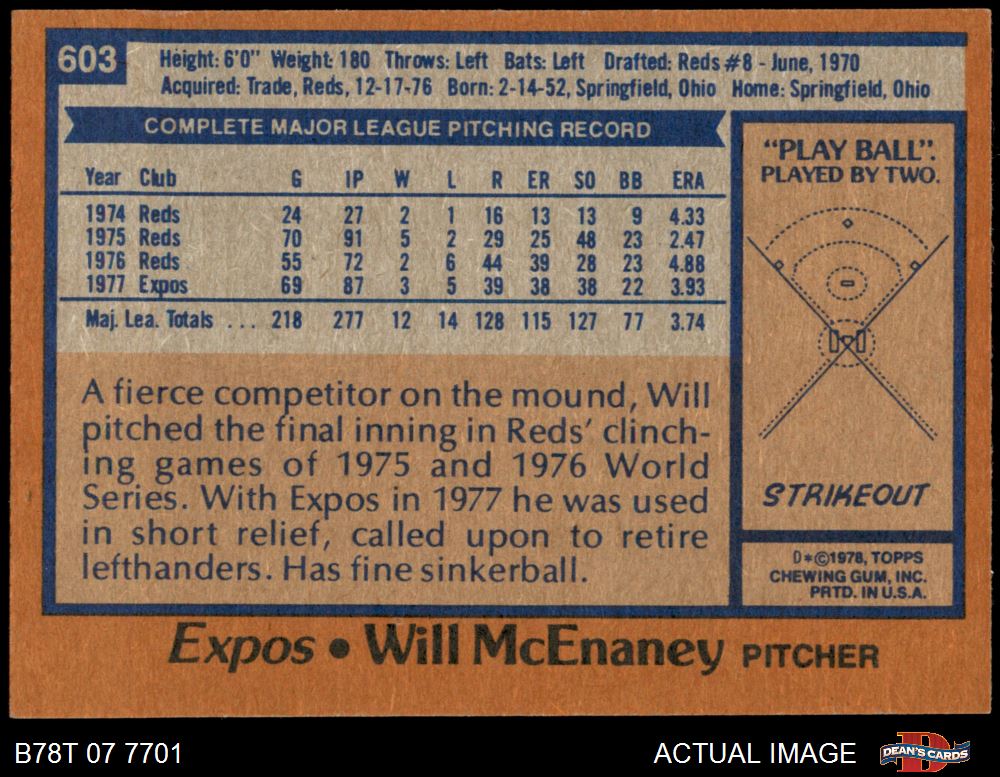 603
Height: 6'0" Weight: 180 Throws: Left Bats: Left Drafted: Reds #8 - June, 1970
Acquired: Trade, Reds, 12-17-76 Born: 2-14-52, Springfield, Ohio Home: Springfield, Ohio
COMPLETE MAJOR LEAGUE PITCHING RECORD
Year Club G IP W L R ER SO BB ERA
1974 Reds 24 27 2 1 16 13 13 9 4.33
1975 Reds 70 91 5 2 29 25 48 23 2.47
1976 Reds 55 72 2 6 44 39 28 23 4.88
1977 Expos 69 87 3 5 39 38 38 22 3.93
Maj. Lea. Totals ... 218 277 12 14 128 115 127 77 3.74
A fierce competitor on the mound, Will
pitched the final inning in Reds' clinch-
ing games of 1975 and 1976 World
Series. With Expos in 1977 he was used
in short relief, called upon to retire
lefthanders. Has fine sinkerball.
"PLAY BALL".
PLAYED BY TWO.
STRIKEOUT
D*©1978, TOPPS
CHEWING GUM, INC.
PRTD. IN U.S.A.
Expos • Will McEnaney PITCHER
B78T 07 7701 ACTUAL IMAGE DEAN'S CARDS